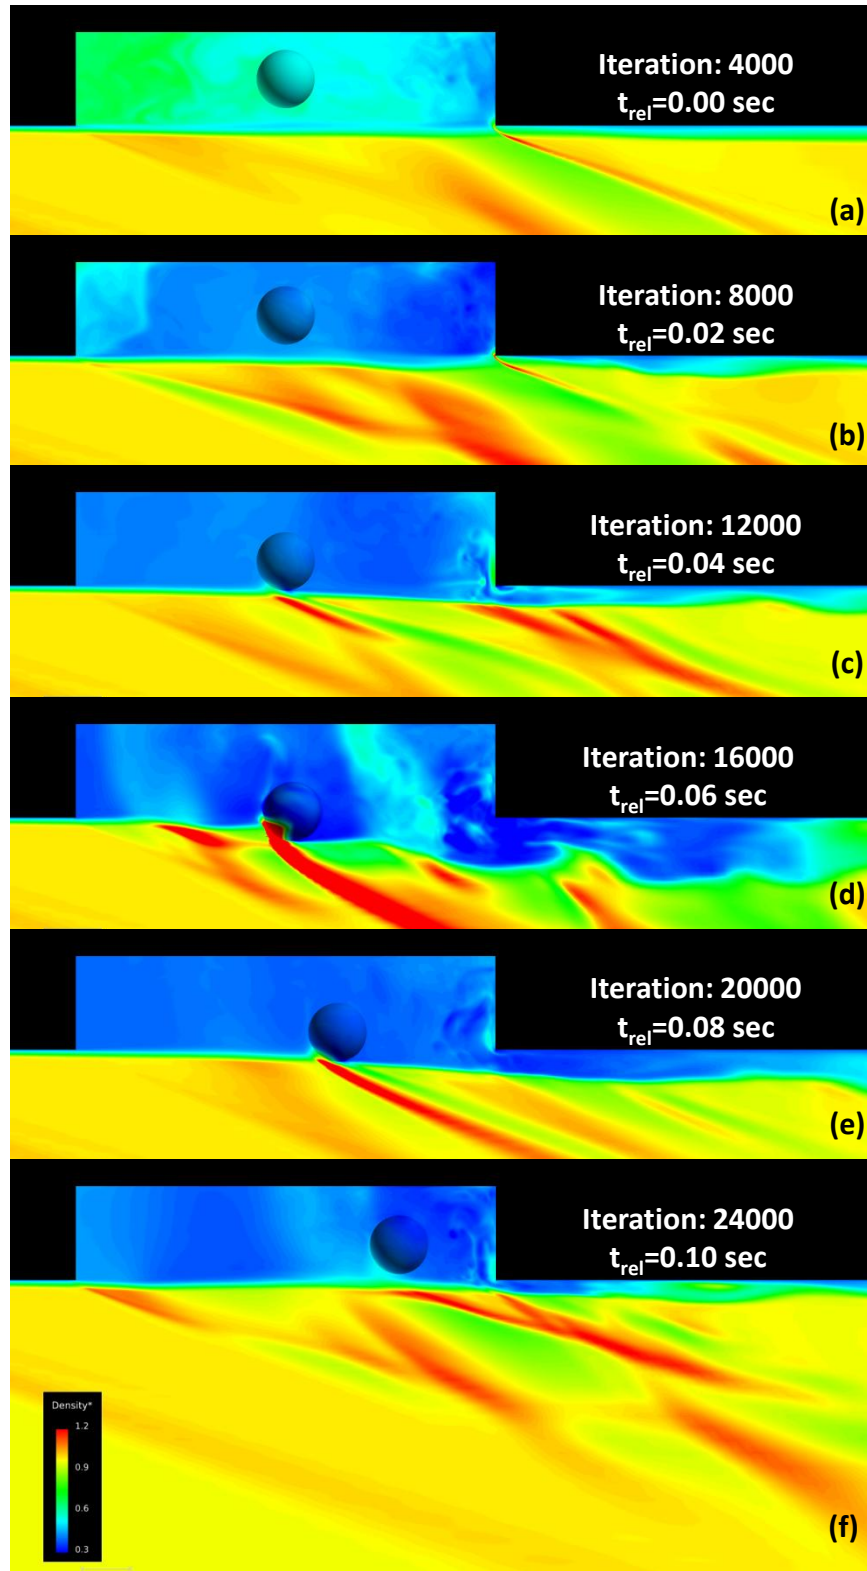 Iteration: 4000
t_rel=0.00 sec
(a)
Iteration: 8000
t_rel=0.02 sec
(b)
Iteration: 12000
t_rel=0.04 sec
(c)
Iteration: 16000
t_rel=0.06 sec
(d)
Iteration: 20000
t_rel=0.08 sec
(e)
Iteration: 24000
t_rel=0.10 sec
Density*
1.2
0.9
0.6
0.3
(f)